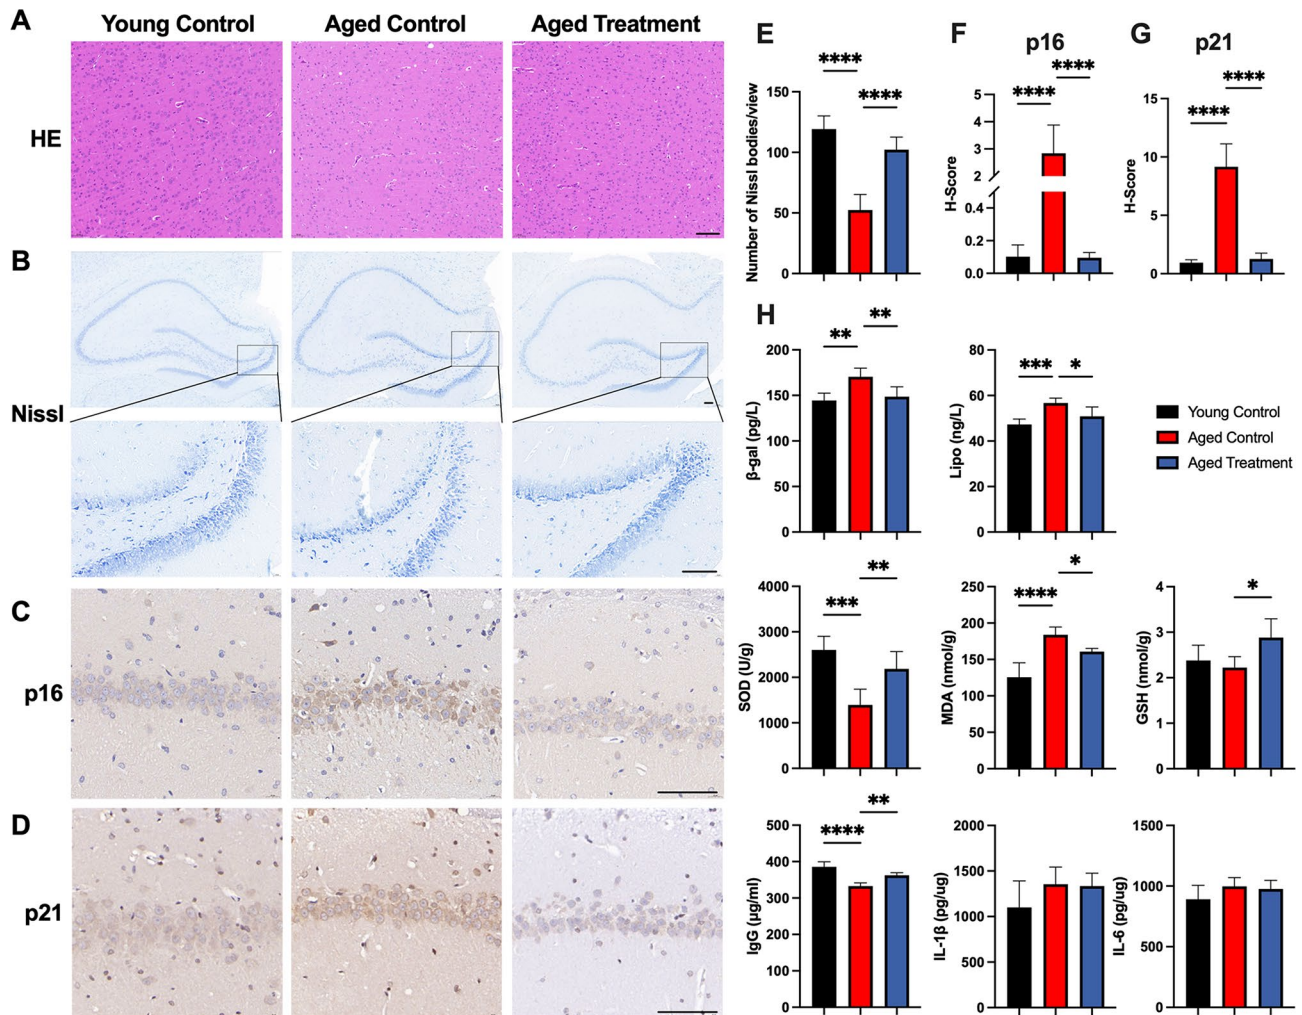 A
Young Control
Aged Control
Aged Treatment
HE
B
Nissl
C
p16
D
p21
E
****
****
150
100
50
0
Number of Nissl bodies/view
F
p16
****
****
5
4
3
2
0.4
0.2
0.0
H-Score
G
p21
****
****
15
10
5
0
H-Score
H
**
**
200
150
100
50
0
β-gal (pg/L)
***
*
80
60
40
20
0
Lipo (ng/L)
Young Control
Aged Control
Aged Treatment
***
**
4000
3000
2000
1000
0
SOD (U/g)
****
*
250
200
150
100
50
0
MDA (nmol/g)
*
4
3
2
1
0
GSH (nmol/g)
****
**
500
400
300
200
100
0
IgG (µg/ml)
2000
1500
1000
500
0
IL-1β (pg/ug)
1500
1000
500
0
IL-6 (pg/ug)